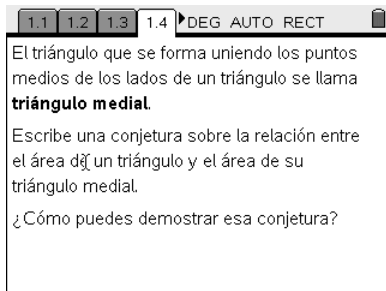 1.1 1.2 1.3 1.4 DEG AUTO RECT
El triángulo que se forma uniendo los puntos
medios de los lados de un triángulo se llama
triángulo medial.
Escribe una conjetura sobre la relación entre
el área de un triángulo y el área de su
triángulo medial.
¿Cómo puedes demostrar esa conjetura?